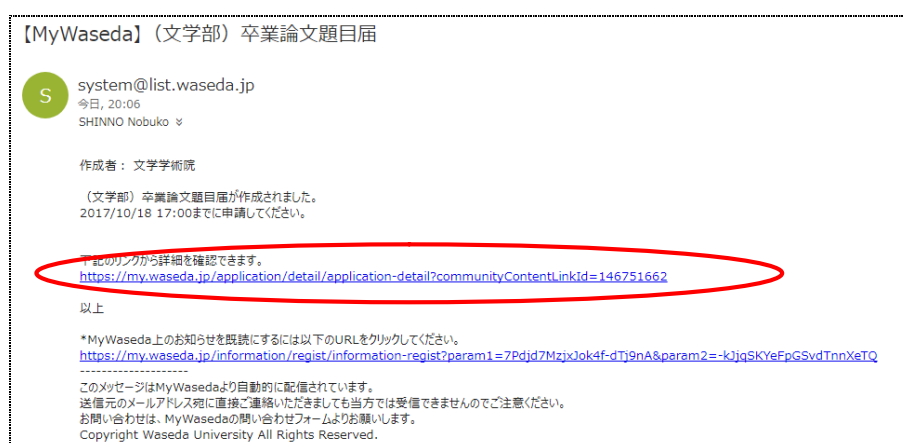 【MyWaseda】（文学部）卒業論文題目届
S
system@list.waseda.jp
今日, 20:06
SHINNO Nobuko
作成者： 文学学術院
（文学部）卒業論文題目届が作成されました。
2017/10/18 17:00までに申請してください。
下記のリンクから詳細を確認できます。
https://my.waseda.jp/application/detail/application-detail?communityContentLinkId=146751662
以上
*MyWaseda上のお知らせを既読にするには以下のURLをクリックしてください。
https://my.waseda.jp/information/regist/information-regist?param1=7Pdjd7MzjxJok4f-dTj9nA&param2=-kJjqSKYeFpGSvdTnnXeTQ
--------------------
このメッセージはMyWasedaより自動的に配信されています。
送信元のメールアドレス宛に直接ご連絡いただきましても当方では受信できませんのでご注意ください。
お問い合わせは、MyWasedaの問い合わせフォームよりお願いします。
Copyright Waseda University All Rights Reserved.